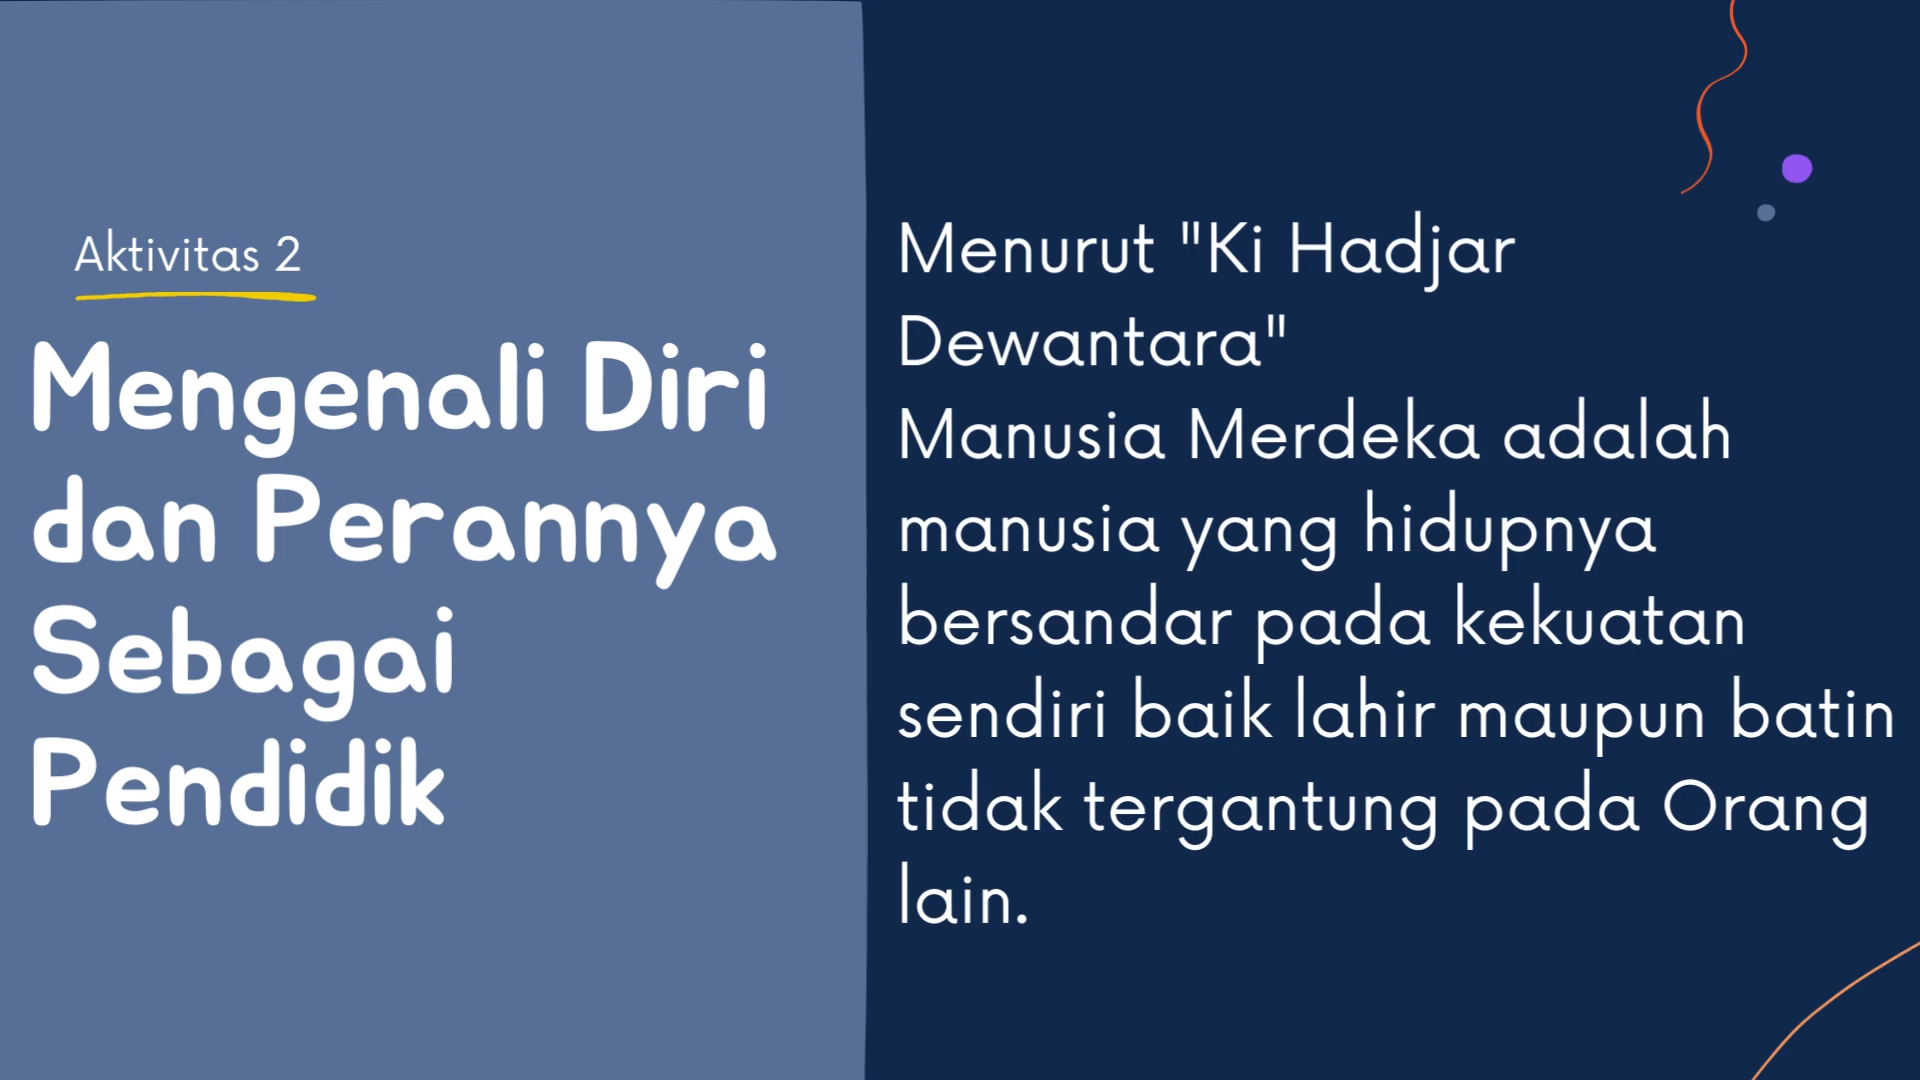 Aktivitas 2
Mengenali Diri
dan Perannya
Sebagai
Pendidik
Menurut "Ki Hadjar
Dewantara"
Manusia Merdeka adalah
manusia yang hidupnya
bersandar pada kekuatan
sendiri baik lahir maupun batin
tidak tergantung pada Orang
lain.